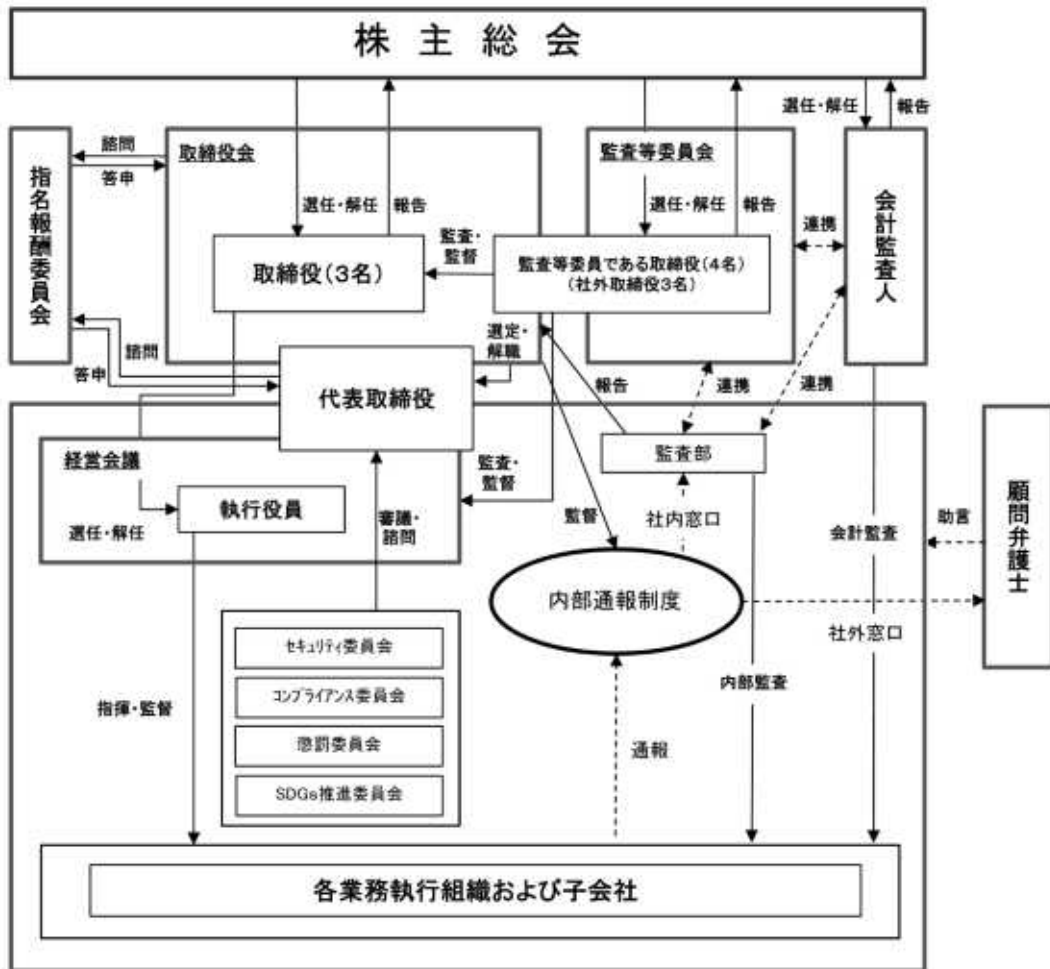 株主総会
選任・解任
報告
諮問
答申
取締役会
監査等委員会
指名報酬委員会
会計監査人
選任・解任
報告
選任・解任
報告
連携
監査・
監督
取締役(3名)
監査等委員である取締役(4名)
(社外取締役3名)
選定・
解職
諮問
答申
報告
連携
連携
代表取締役
監査部
経営会議
監査・
監督
執行役員
選任・解任
審議・
諮問
監督
社内窓口
会計監査
助言
顧問弁護士
内部通報制度
社外窓口
セキュリティ委員会
コンプライアンス委員会
懲罰委員会
SDGs推進委員会
内部監査
指揮・監督
通報
各業務執行組織および子会社